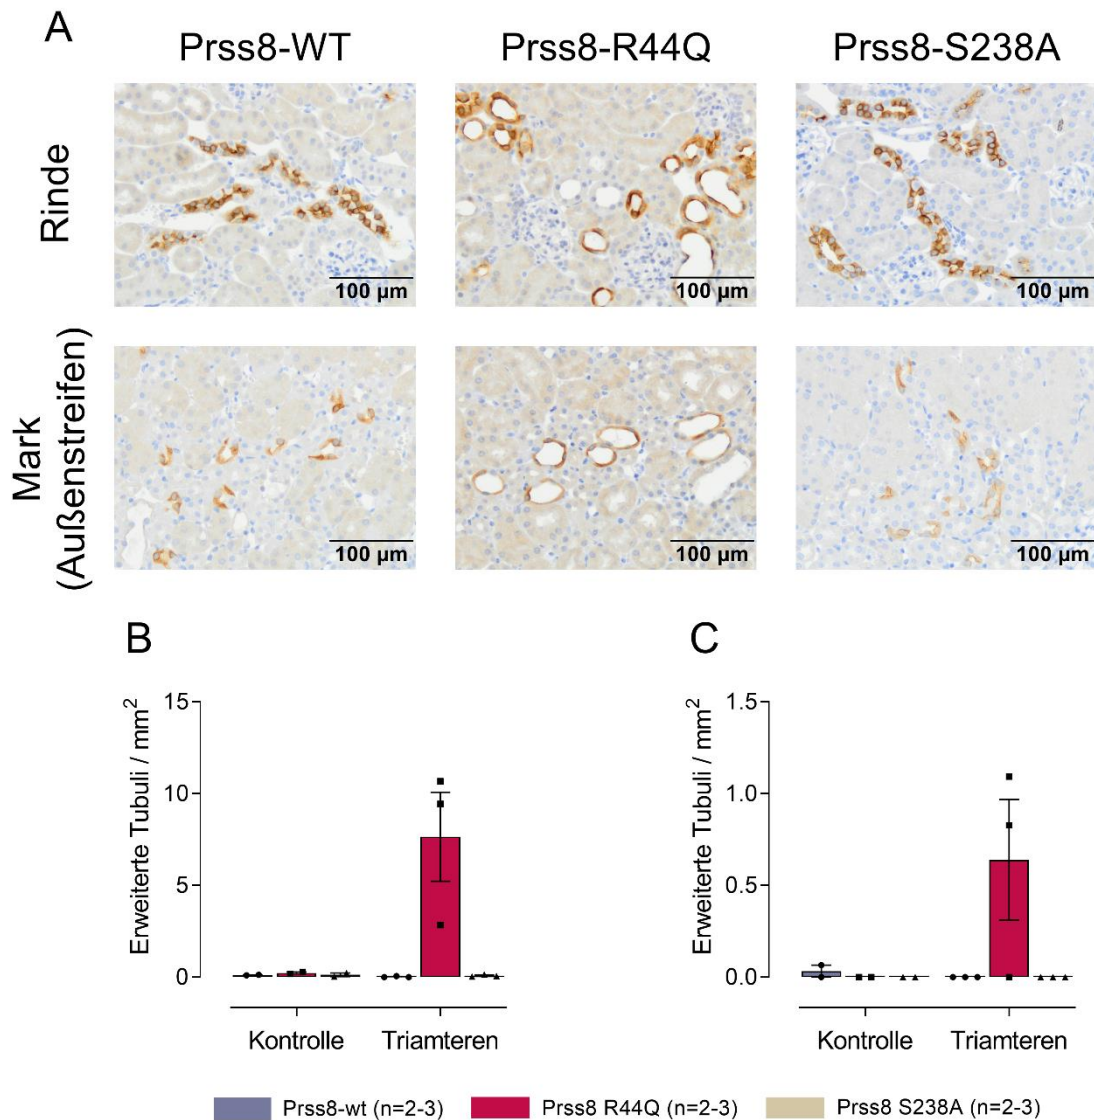 A
Prss8-WT
Prss8-R44Q
Prss8-S238A
Rinde
100 µm
100 µm
100 µm
Mark
(Außenstreifen)
100 µm
100 µm
100 µm
B
Erweiterte Tubuli / mm²
15
10
5
0
Kontrolle
Triamteren
C
Erweiterte Tubuli / mm²
1.5
1.0
0.5
0.0
Kontrolle
Triamteren
Prss8-wt (n=2-3)
Prss8 R44Q (n=2-3)
Prss8 S238A (n=2-3)